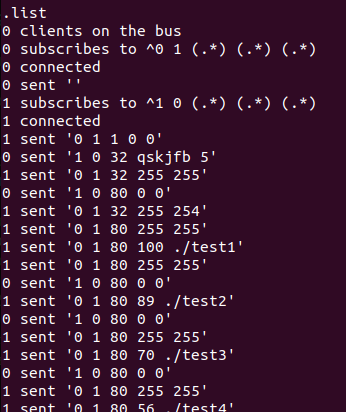 .list
0 clients on the bus
0 subscribes to ^0 1 (.*) (.*) (.*)
0 connected
0 sent ''
1 subscribes to ^1 0 (.*) (.*) (.*)
1 connected
1 sent '0 1 1 0 0'
0 sent '1 0 32 qskjfb 5'
1 sent '0 1 32 255 255'
0 sent '1 0 80 0 0'
1 sent '0 1 32 255 254'
1 sent '0 1 80 255 255'
1 sent '0 1 80 100 ./test1'
1 sent '0 1 80 255 255'
0 sent '1 0 80 0 0'
1 sent '0 1 80 89 ./test2'
0 sent '1 0 80 0 0'
1 sent '0 1 80 255 255'
1 sent '0 1 80 70 ./test3'
0 sent '1 0 80 0 0'
1 sent '0 1 80 255 255'
1 sent '0 1 80 56 ./test4'